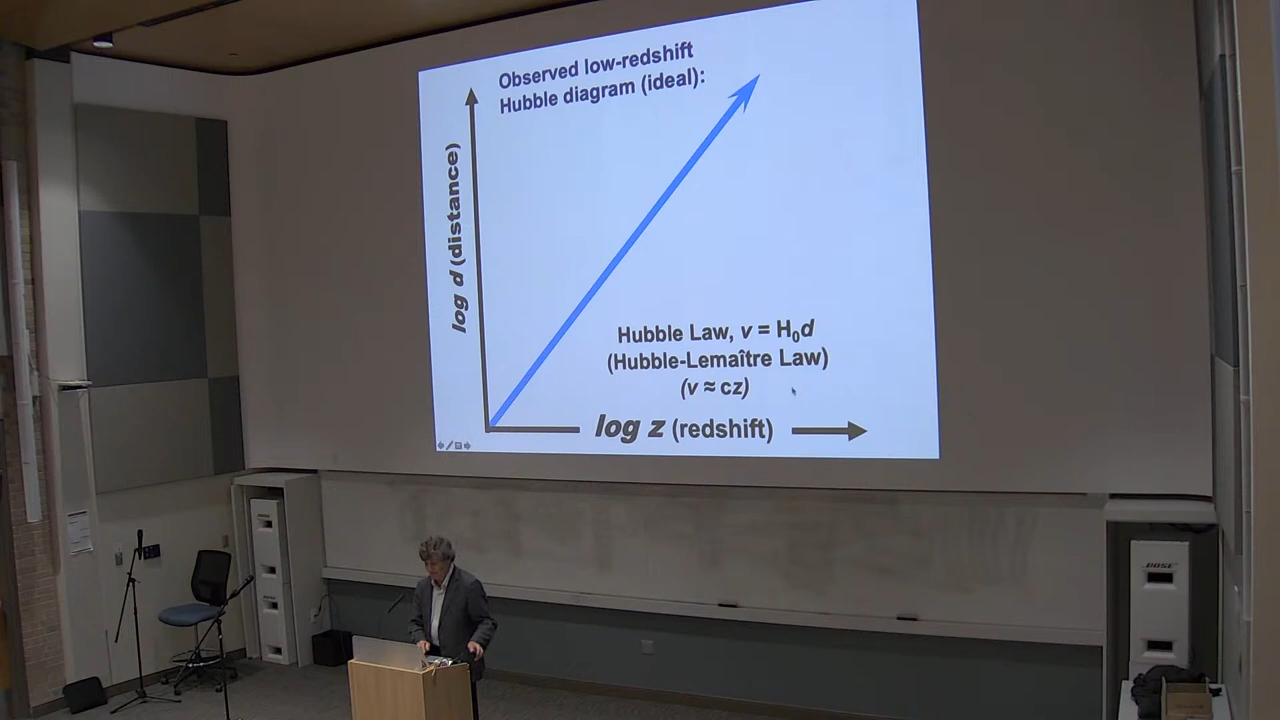 Observed low-redshift
Hubble diagram (ideal):
log d (distance)
Hubble Law, v = H₀d
(Hubble-Lemaître Law)
(v ≈ cz)
log z (redshift)
BOSE